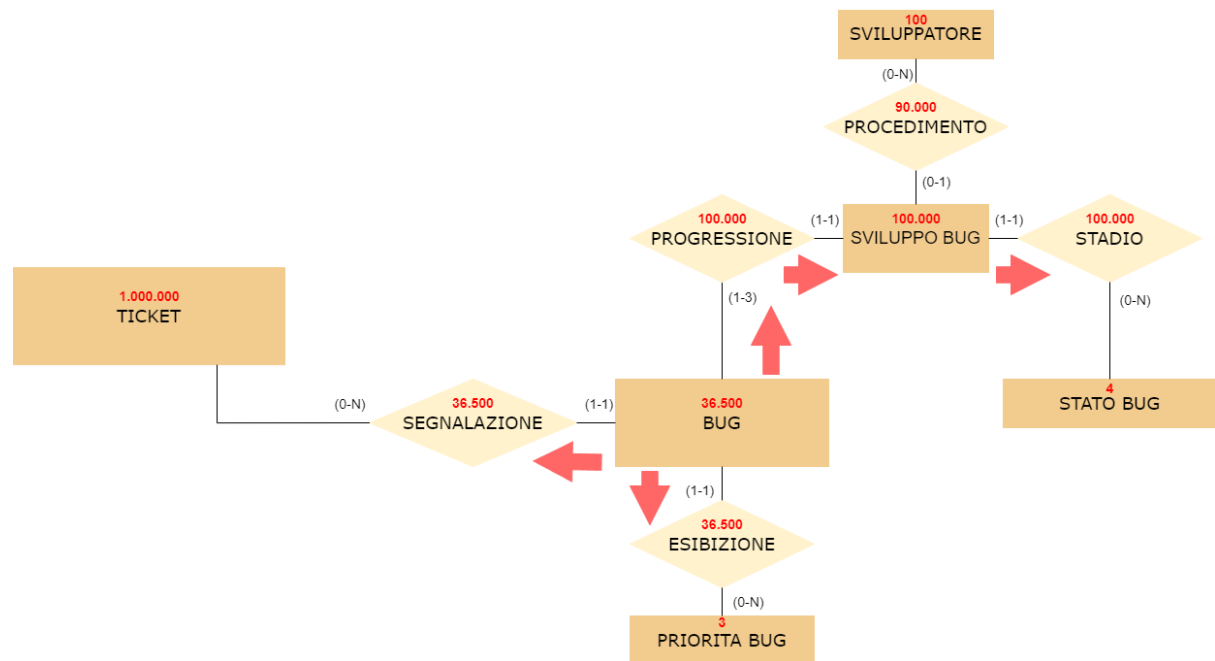 100
SVILUPPATORE
(0-N)
90.000
PROCEDIMENTO
(0-1)
100.000
PROGRESSIONE
(1-1)
100.000
SVILUPPO BUG
(1-1)
100.000
STADIO
1.000.000
TICKET
(1-3)
(0-N)
4
STATO BUG
(0-N)
36.500
SEGNALAZIONE
(1-1)
36.500
BUG
(1-1)
36.500
ESIBIZIONE
(0-N)
3
PRIORITA BUG